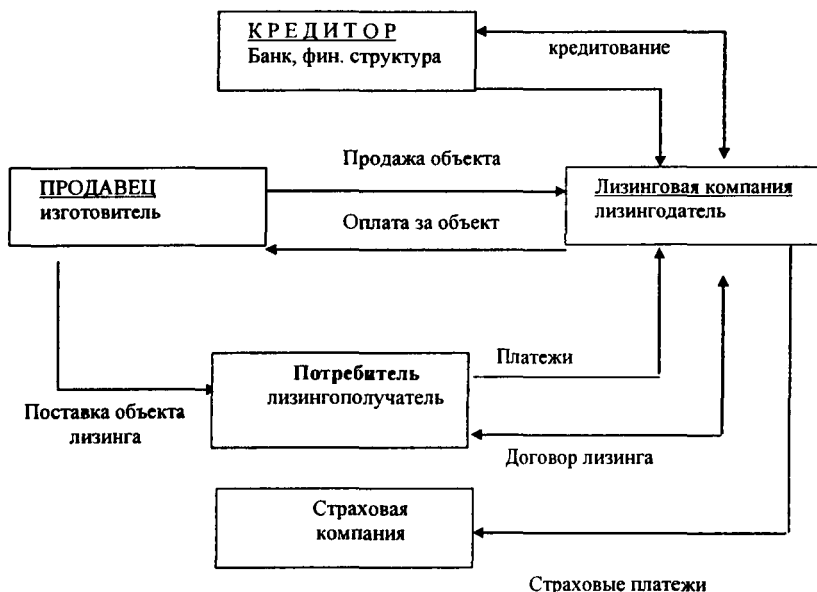 К Р Е Д И Т О Р
Банк, фин. структура
кредитование
Продажа объекта
ПРОДАВЕЦ
изготовитель
Лизинговая компания
лизингодатель
Оплата за объект
Потребитель
лизингополучатель
Платежи
Поставка объекта
лизинга
Договор лизинга
Страховая
компания
Страховые платежи